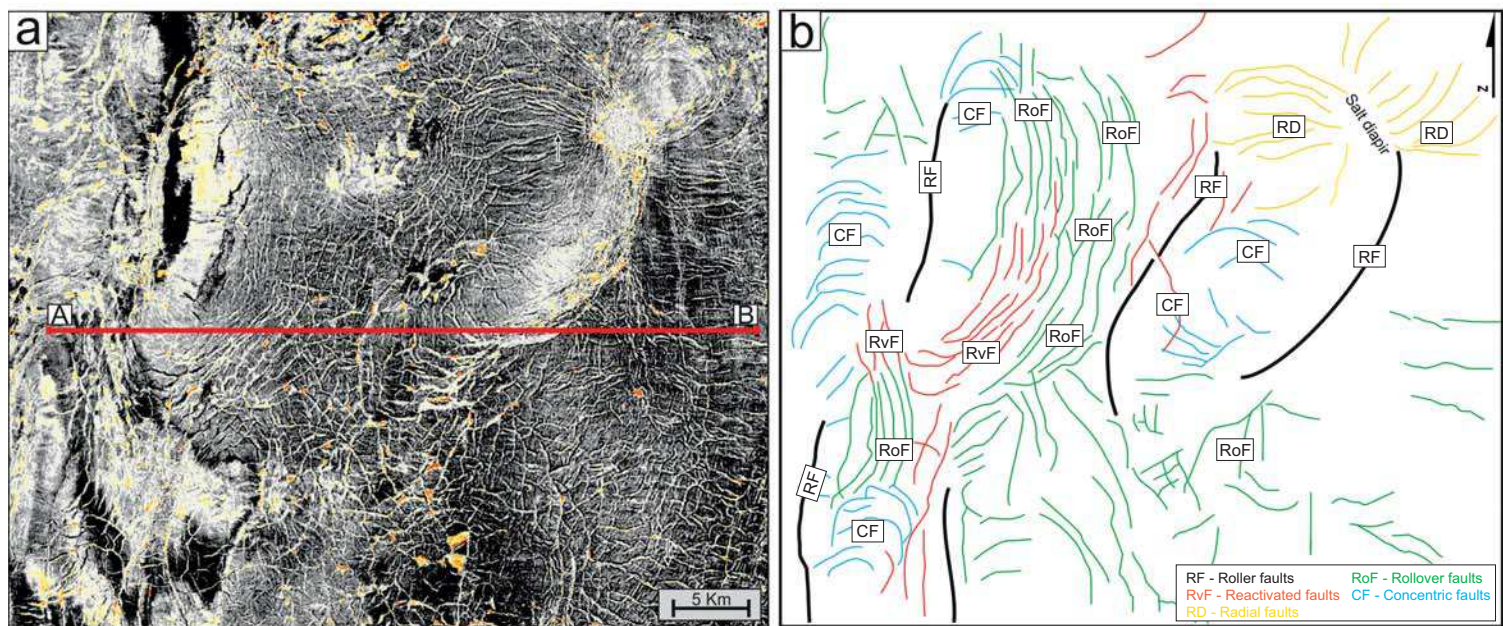 a
A
B
5 Km
b
N
CF
RoF
RoF
RF
RD
Salt diapir
RD
RF
CF
RoF
CF
RF
CF
RvF
RvF
RoF
RoF
RoF
RF
CF
RF - Roller faults
RoF - Rollover faults
RvF - Reactivated faults
CF - Concentric faults
RD - Radial faults